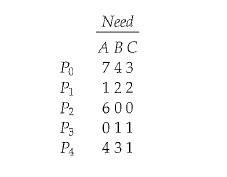 Need
A B C
P0 7 4 3
P1 1 2 2
P2 6 0 0
P3 0 1 1
P4 4 3 1